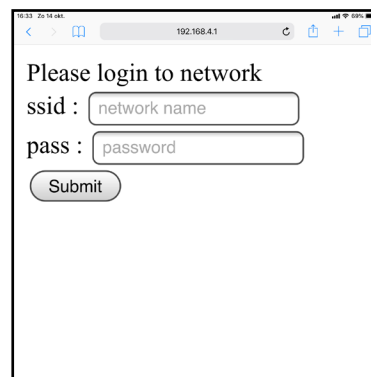 16:33 Zo 14 okt.
69%
192.168.4.1
Please login to network
ssid : network name
pass : password
Submit